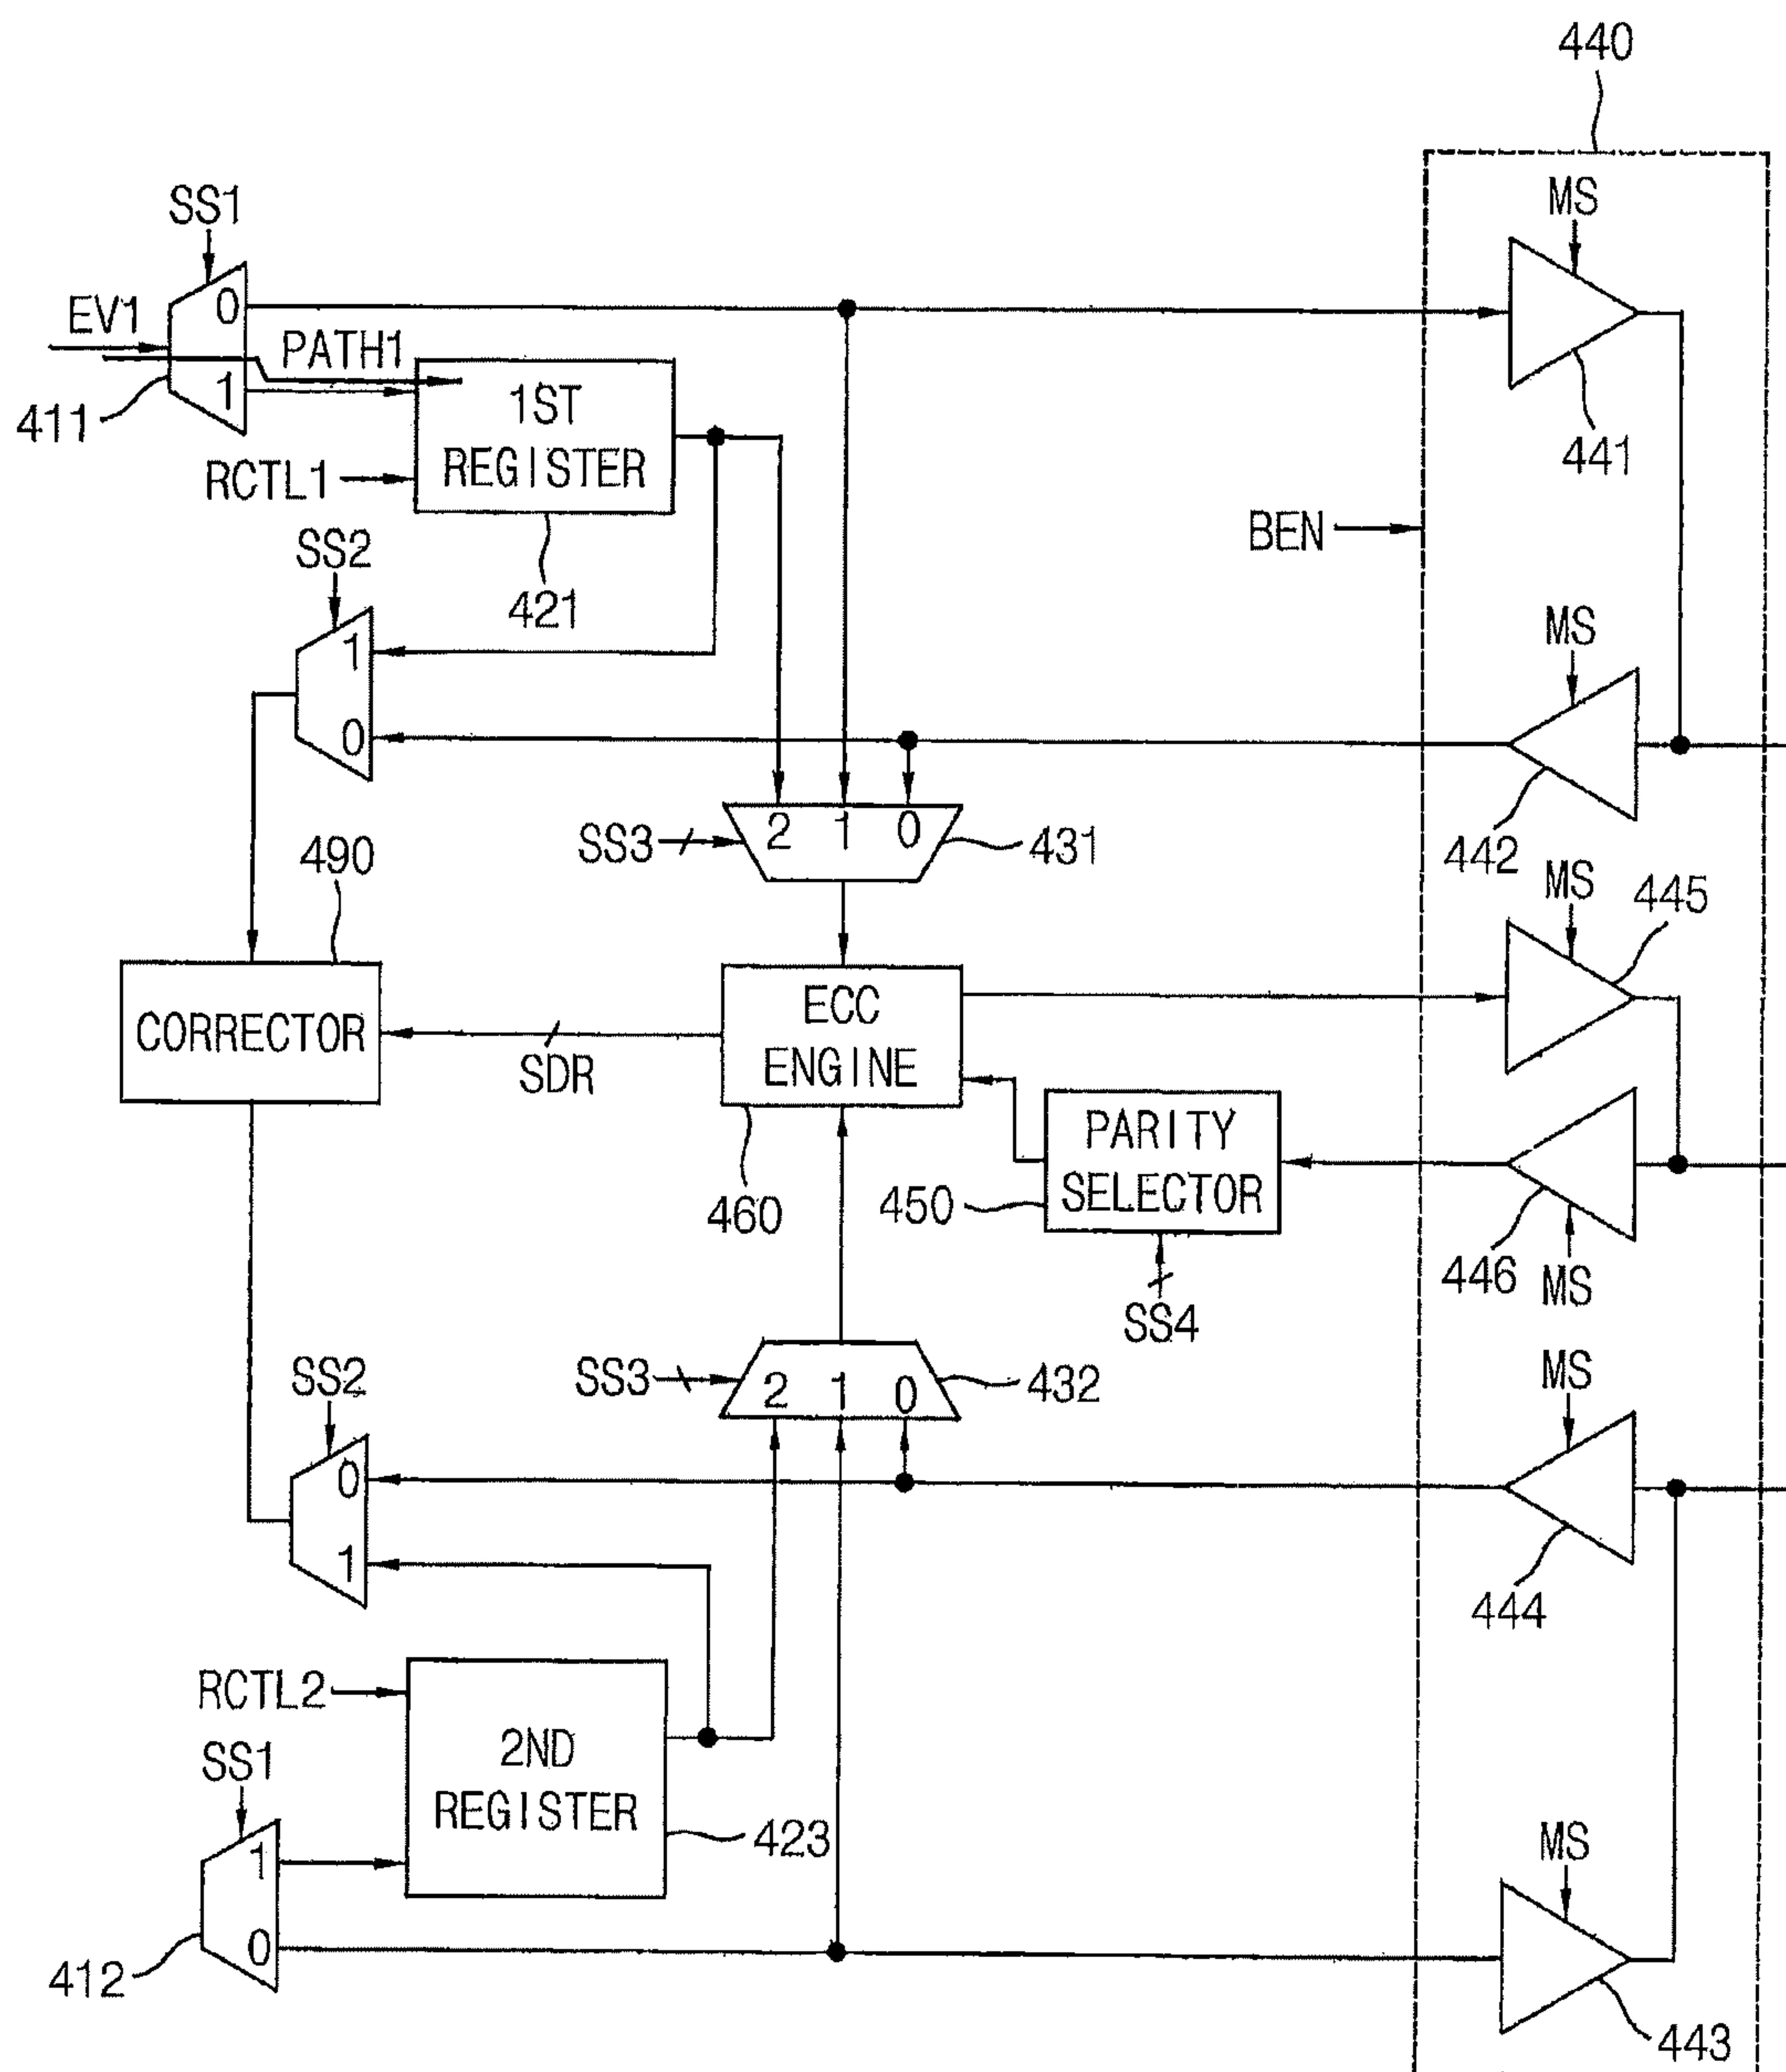 440
SS1
MS
EV1
0
PATH1
1
411
1ST
REGISTER
441
RCTL1
BEN
SS2
421
MS
1
0
SS3
2 1 0
431
442
490
MS
445
CORRECTOR
SDR
ECC
ENGINE
PARITY
SELECTOR
460
450
446
MS
SS4
SS2
SS3
2 1 0
432
MS
0
1
444
RCTL2
SS1
2ND
REGISTER
423
MS
1
0
412
443